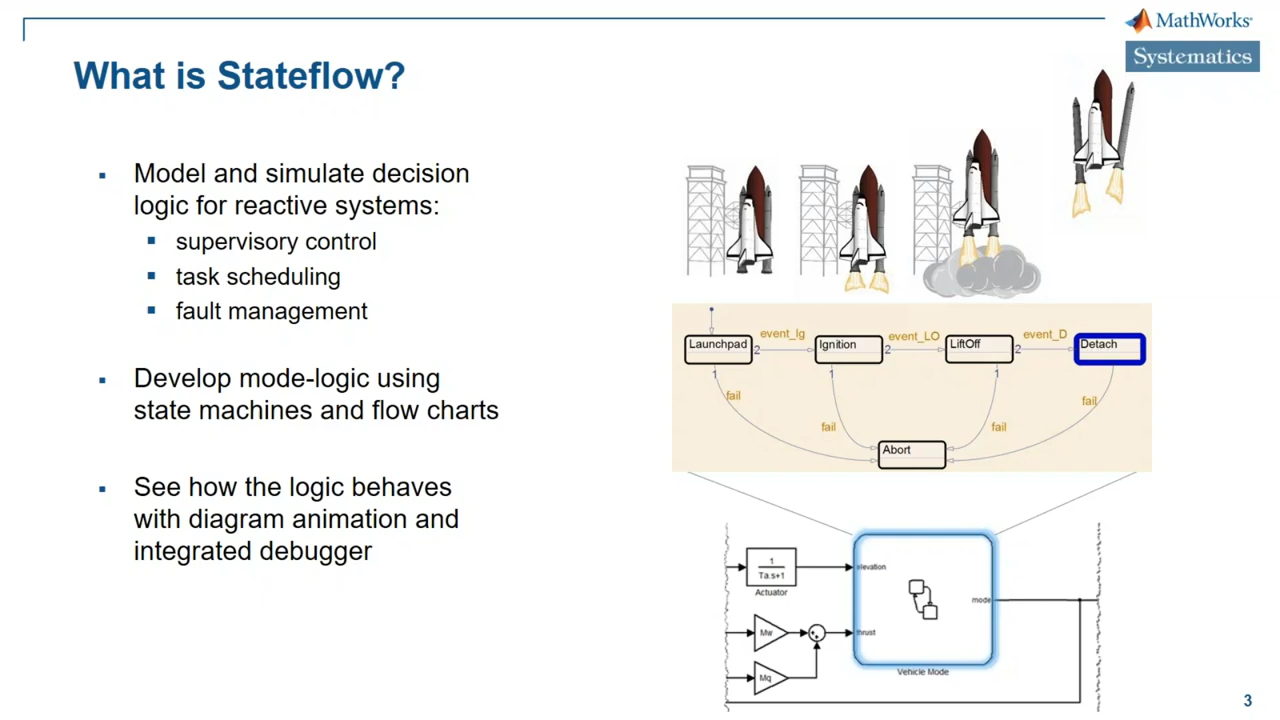 MathWorks
Systematics
What is Stateflow?
▪ Model and simulate decision
logic for reactive systems:
▪ supervisory control
▪ task scheduling
▪ fault management
▪ Develop mode-logic using
state machines and flow charts
▪ See how the logic behaves
with diagram animation and
integrated debugger
Launchpad
2
event_Ig
Ignition
2
event_LO
LiftOff
2
event_D
Detach
1
1
1
fail
fail
fail
fail
Abort
1
Ta.s+1
Actuator
elevation
mode
Mw
thrust
Mq
Vehicle Mode
3